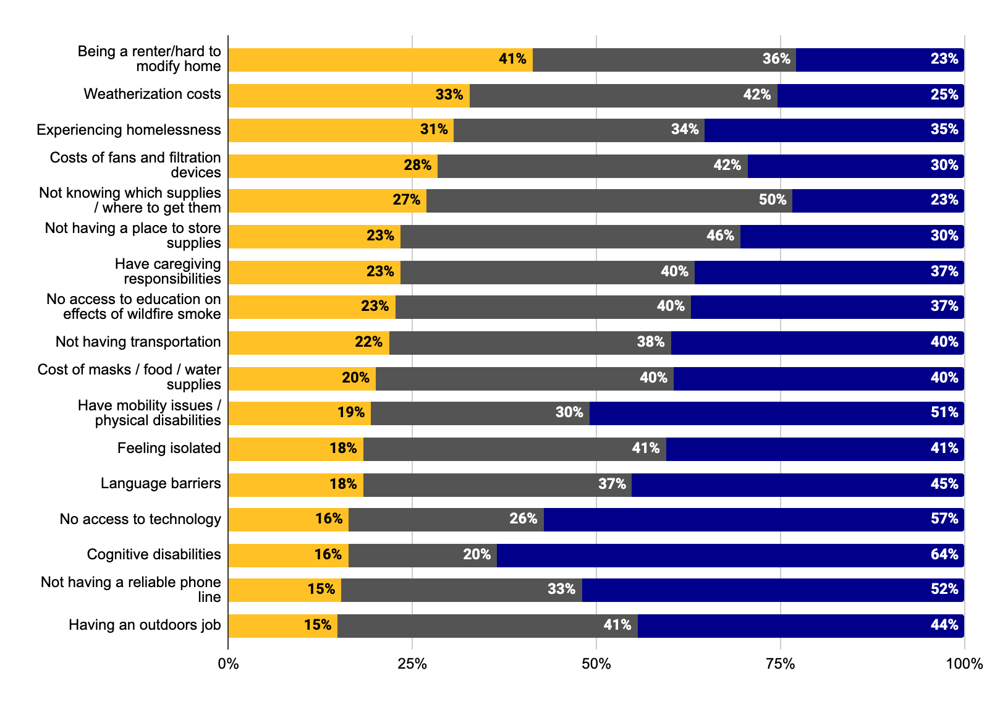 Being a renter/hard to
modify home
41% 36% 23%
Weatherization costs
33% 42% 25%
Experiencing homelessness
31% 34% 35%
Costs of fans and filtration
devices
28% 42% 30%
Not knowing which supplies
/ where to get them
27% 50% 23%
Not having a place to store
supplies
23% 46% 30%
Have caregiving
responsibilities
23% 40% 37%
No access to education on
effects of wildfire smoke
23% 40% 37%
Not having transportation
22% 38% 40%
Cost of masks / food / water
supplies
20% 40% 40%
Have mobility issues /
physical disabilities
19% 30% 51%
Feeling isolated
18% 41% 41%
Language barriers
18% 37% 45%
No access to technology
16% 26% 57%
Cognitive disabilities
16% 20% 64%
Not having a reliable phone
line
15% 33% 52%
Having an outdoors job
15% 41% 44%
0% 25% 50% 75% 100%